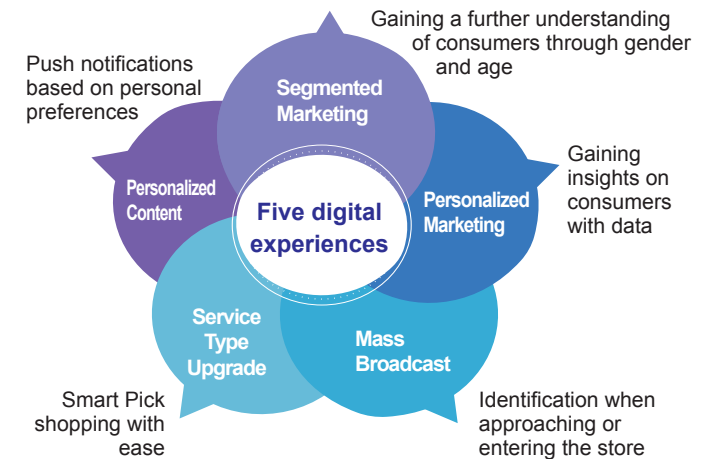 Gaining a further understanding
of consumers through gender
and age
Push notifications
based on personal
preferences
Segmented
Marketing
Gaining
insights on
consumers
with data
Personalized
Content
Five digital
experiences
Personalized
Marketing
Service
Type
Upgrade
Mass
Broadcast
Smart Pick
shopping with
ease
Identification when
approaching or
entering the store